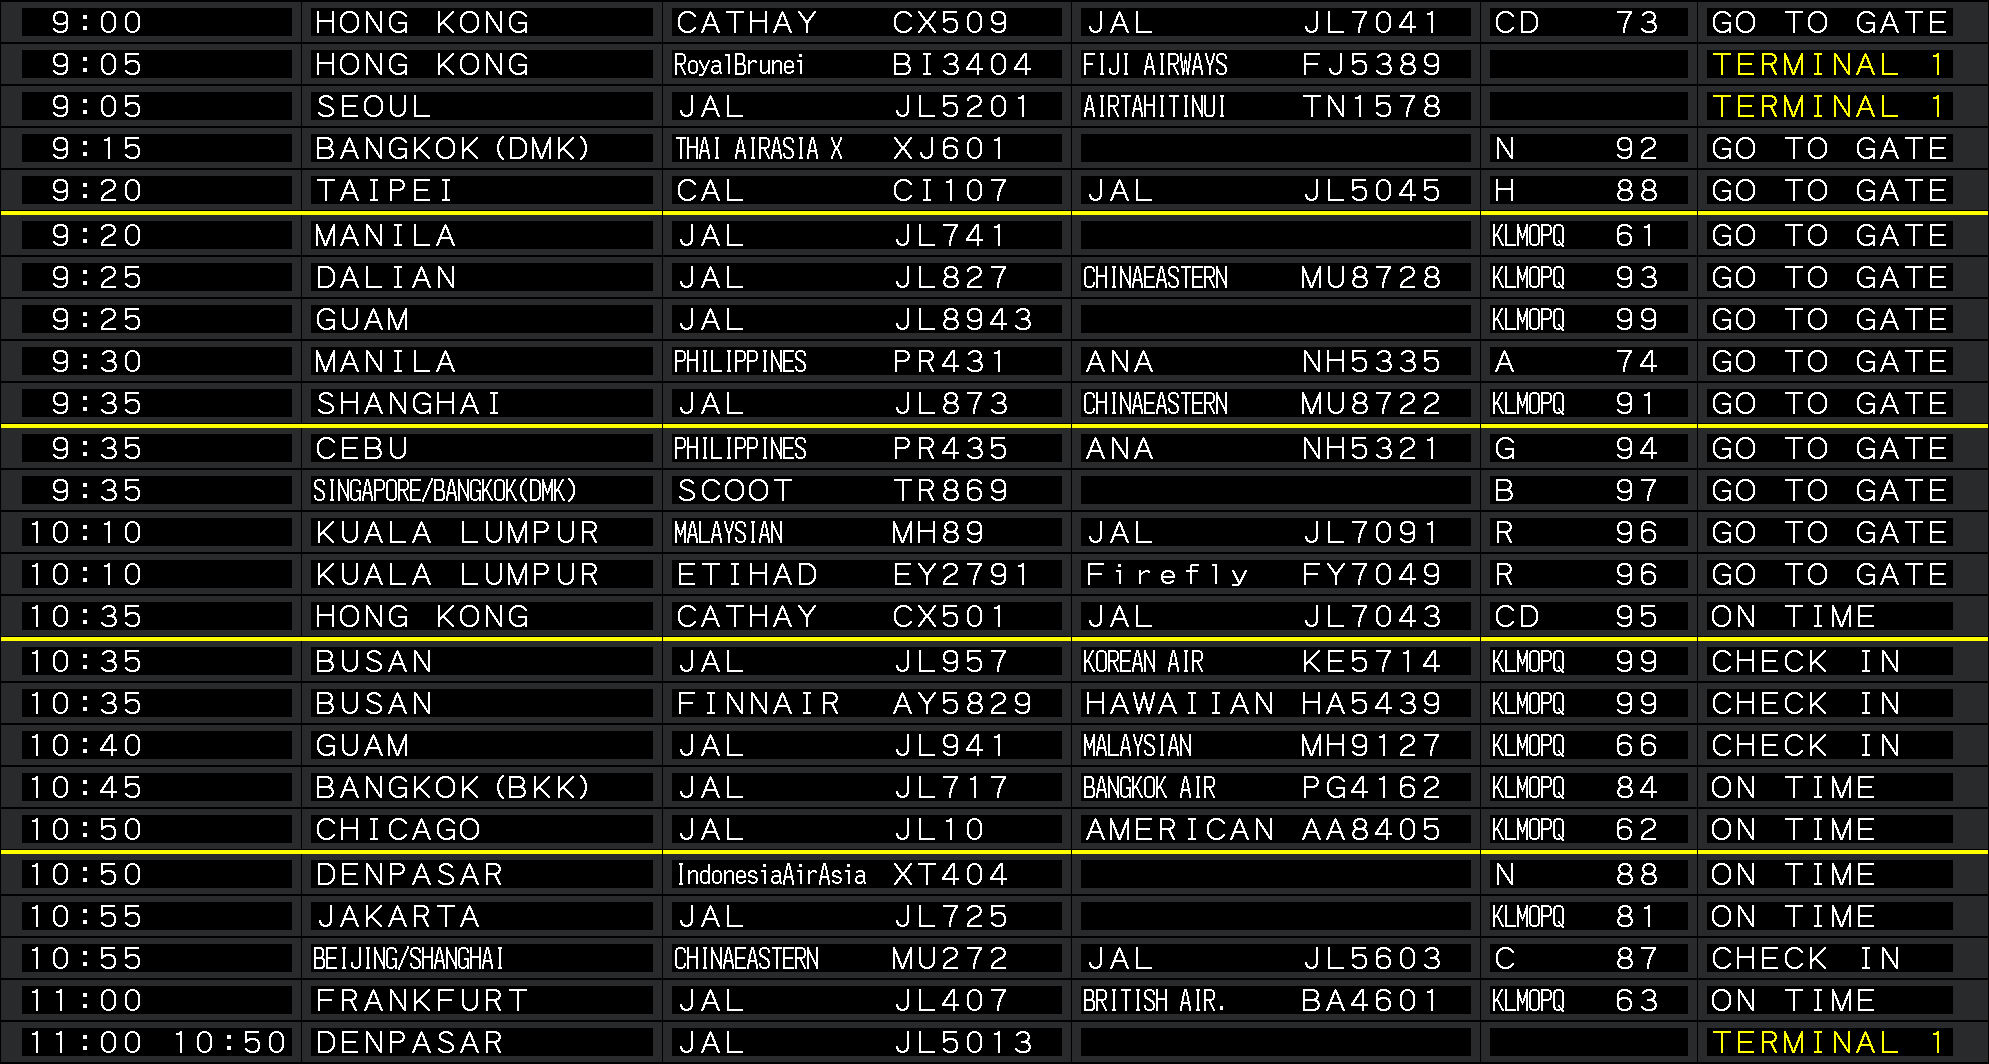 9:00 HONG KONG CATHAY CX509 JAL JL7041 CD 73 GO TO GATE
9:05 HONG KONG RoyalBrunei BI3404 FIJI AIRWAYS FJ5389 TERMINAL 1
9:05 SEOUL JAL JL5201 AIRTAHITINUI TN1578 TERMINAL 1
9:15 BANGKOK (DMK) THAI AIRASIA X XJ601 N 92 GO TO GATE
9:20 TAIPEI CAL CI107 JAL JL5045 H 88 GO TO GATE
9:20 MANILA JAL JL741 KLMOPQ 61 GO TO GATE
9:25 DALIAN JAL JL827 CHINAEASTERN MU8728 KLMOPQ 93 GO TO GATE
9:25 GUAM JAL JL8943 KLMOPQ 99 GO TO GATE
9:30 MANILA PHILIPPINES PR431 ANA NH5335 A 74 GO TO GATE
9:35 SHANGHAI JAL JL873 CHINAEASTERN MU8722 KLMOPQ 91 GO TO GATE
9:35 CEBU PHILIPPINES PR435 ANA NH5321 G 94 GO TO GATE
9:35 SINGAPORE/BANGKOK(DMK) SCOOT TR869 B 97 GO TO GATE
10:10 KUALA LUMPUR MALAYSIAN MH89 JAL JL7091 R 96 GO TO GATE
10:10 KUALA LUMPUR ETIHAD EY2791 Firefly FY7049 R 96 GO TO GATE
10:35 HONG KONG CATHAY CX501 JAL JL7043 CD 95 ON TIME
10:35 BUSAN JAL JL957 KOREAN AIR KE5714 KLMOPQ 99 CHECK IN
10:35 BUSAN FINNAIR AY5829 HAWAIIAN HA5439 KLMOPQ 99 CHECK IN
10:40 GUAM JAL JL941 MALAYSIAN MH9127 KLMOPQ 66 CHECK IN
10:45 BANGKOK (BKK) JAL JL717 BANGKOK AIR PG4162 KLMOPQ 84 ON TIME
10:50 CHICAGO JAL JL10 AMERICAN AA8405 KLMOPQ 62 ON TIME
10:50 DENPASAR IndonesiaAirAsia XT404 N 88 ON TIME
10:55 JAKARTA JAL JL725 KLMOPQ 81 ON TIME
10:55 BEIJING/SHANGHAI CHINAEASTERN MU272 JAL JL5603 C 87 CHECK IN
11:00 FRANKFURT JAL JL407 BRITISH AIR. BA4601 KLMOPQ 63 ON TIME
11:00 10:50 DENPASAR JAL JL5013 TERMINAL 1